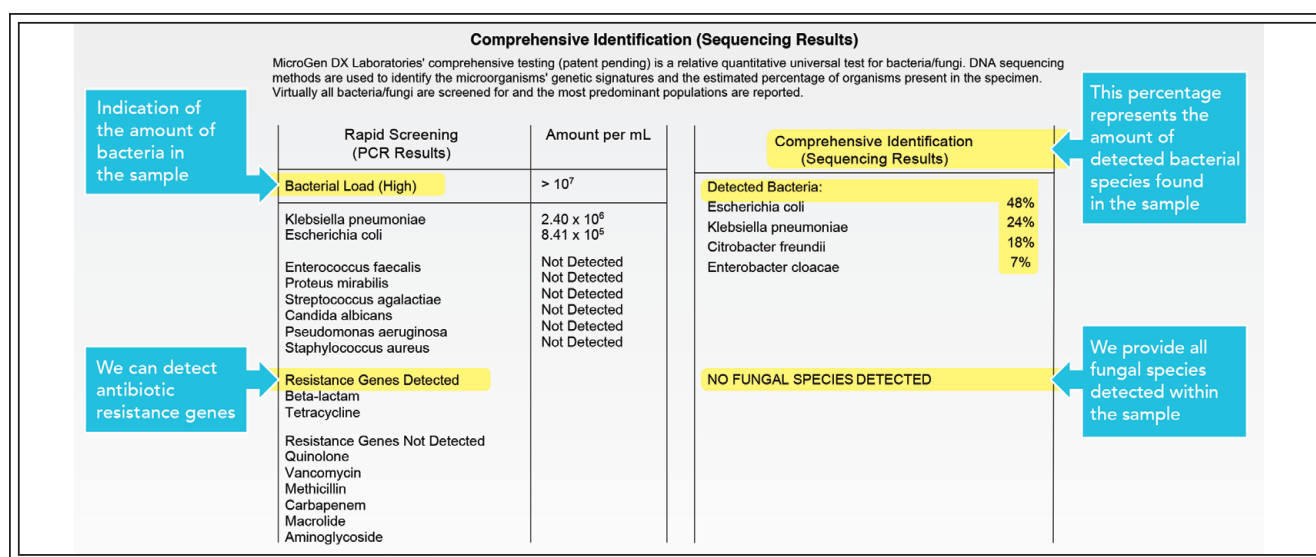 Comprehensive Identification (Sequencing Results)
MicroGen DX Laboratories' comprehensive testing (patent pending) is a relative quantitative universal test for bacteria/fungi. DNA sequencing
methods are used to identify the microorganisms' genetic signatures and the estimated percentage of organisms present in the specimen.
Virtually all bacteria/fungi are screened for and the most predominant populations are reported.
Indication of
the amount of
bacteria in
the sample
Rapid Screening
(PCR Results)
Amount per mL
Bacterial Load (High) > 10⁷
Klebsiella pneumoniae 2.40 x 10⁶
Escherichia coli 8.41 x 10⁵
Enterococcus faecalis Not Detected
Proteus mirabilis Not Detected
Streptococcus agalactiae Not Detected
Candida albicans Not Detected
Pseudomonas aeruginosa Not Detected
Staphylococcus aureus Not Detected
We can detect
antibiotic
resistance genes
Resistance Genes Detected
Beta-lactam
Tetracycline
Resistance Genes Not Detected
Quinolone
Vancomycin
Methicillin
Carbapenem
Macrolide
Aminoglycoside
Comprehensive Identification
(Sequencing Results)
Detected Bacteria:
Escherichia coli 48%
Klebsiella pneumoniae 24%
Citrobacter freundii 18%
Enterobacter cloacae 7%
NO FUNGAL SPECIES DETECTED
This percentage
represents the
amount of
detected bacterial
species found
in the sample
We provide all
fungal species
detected within
the sample